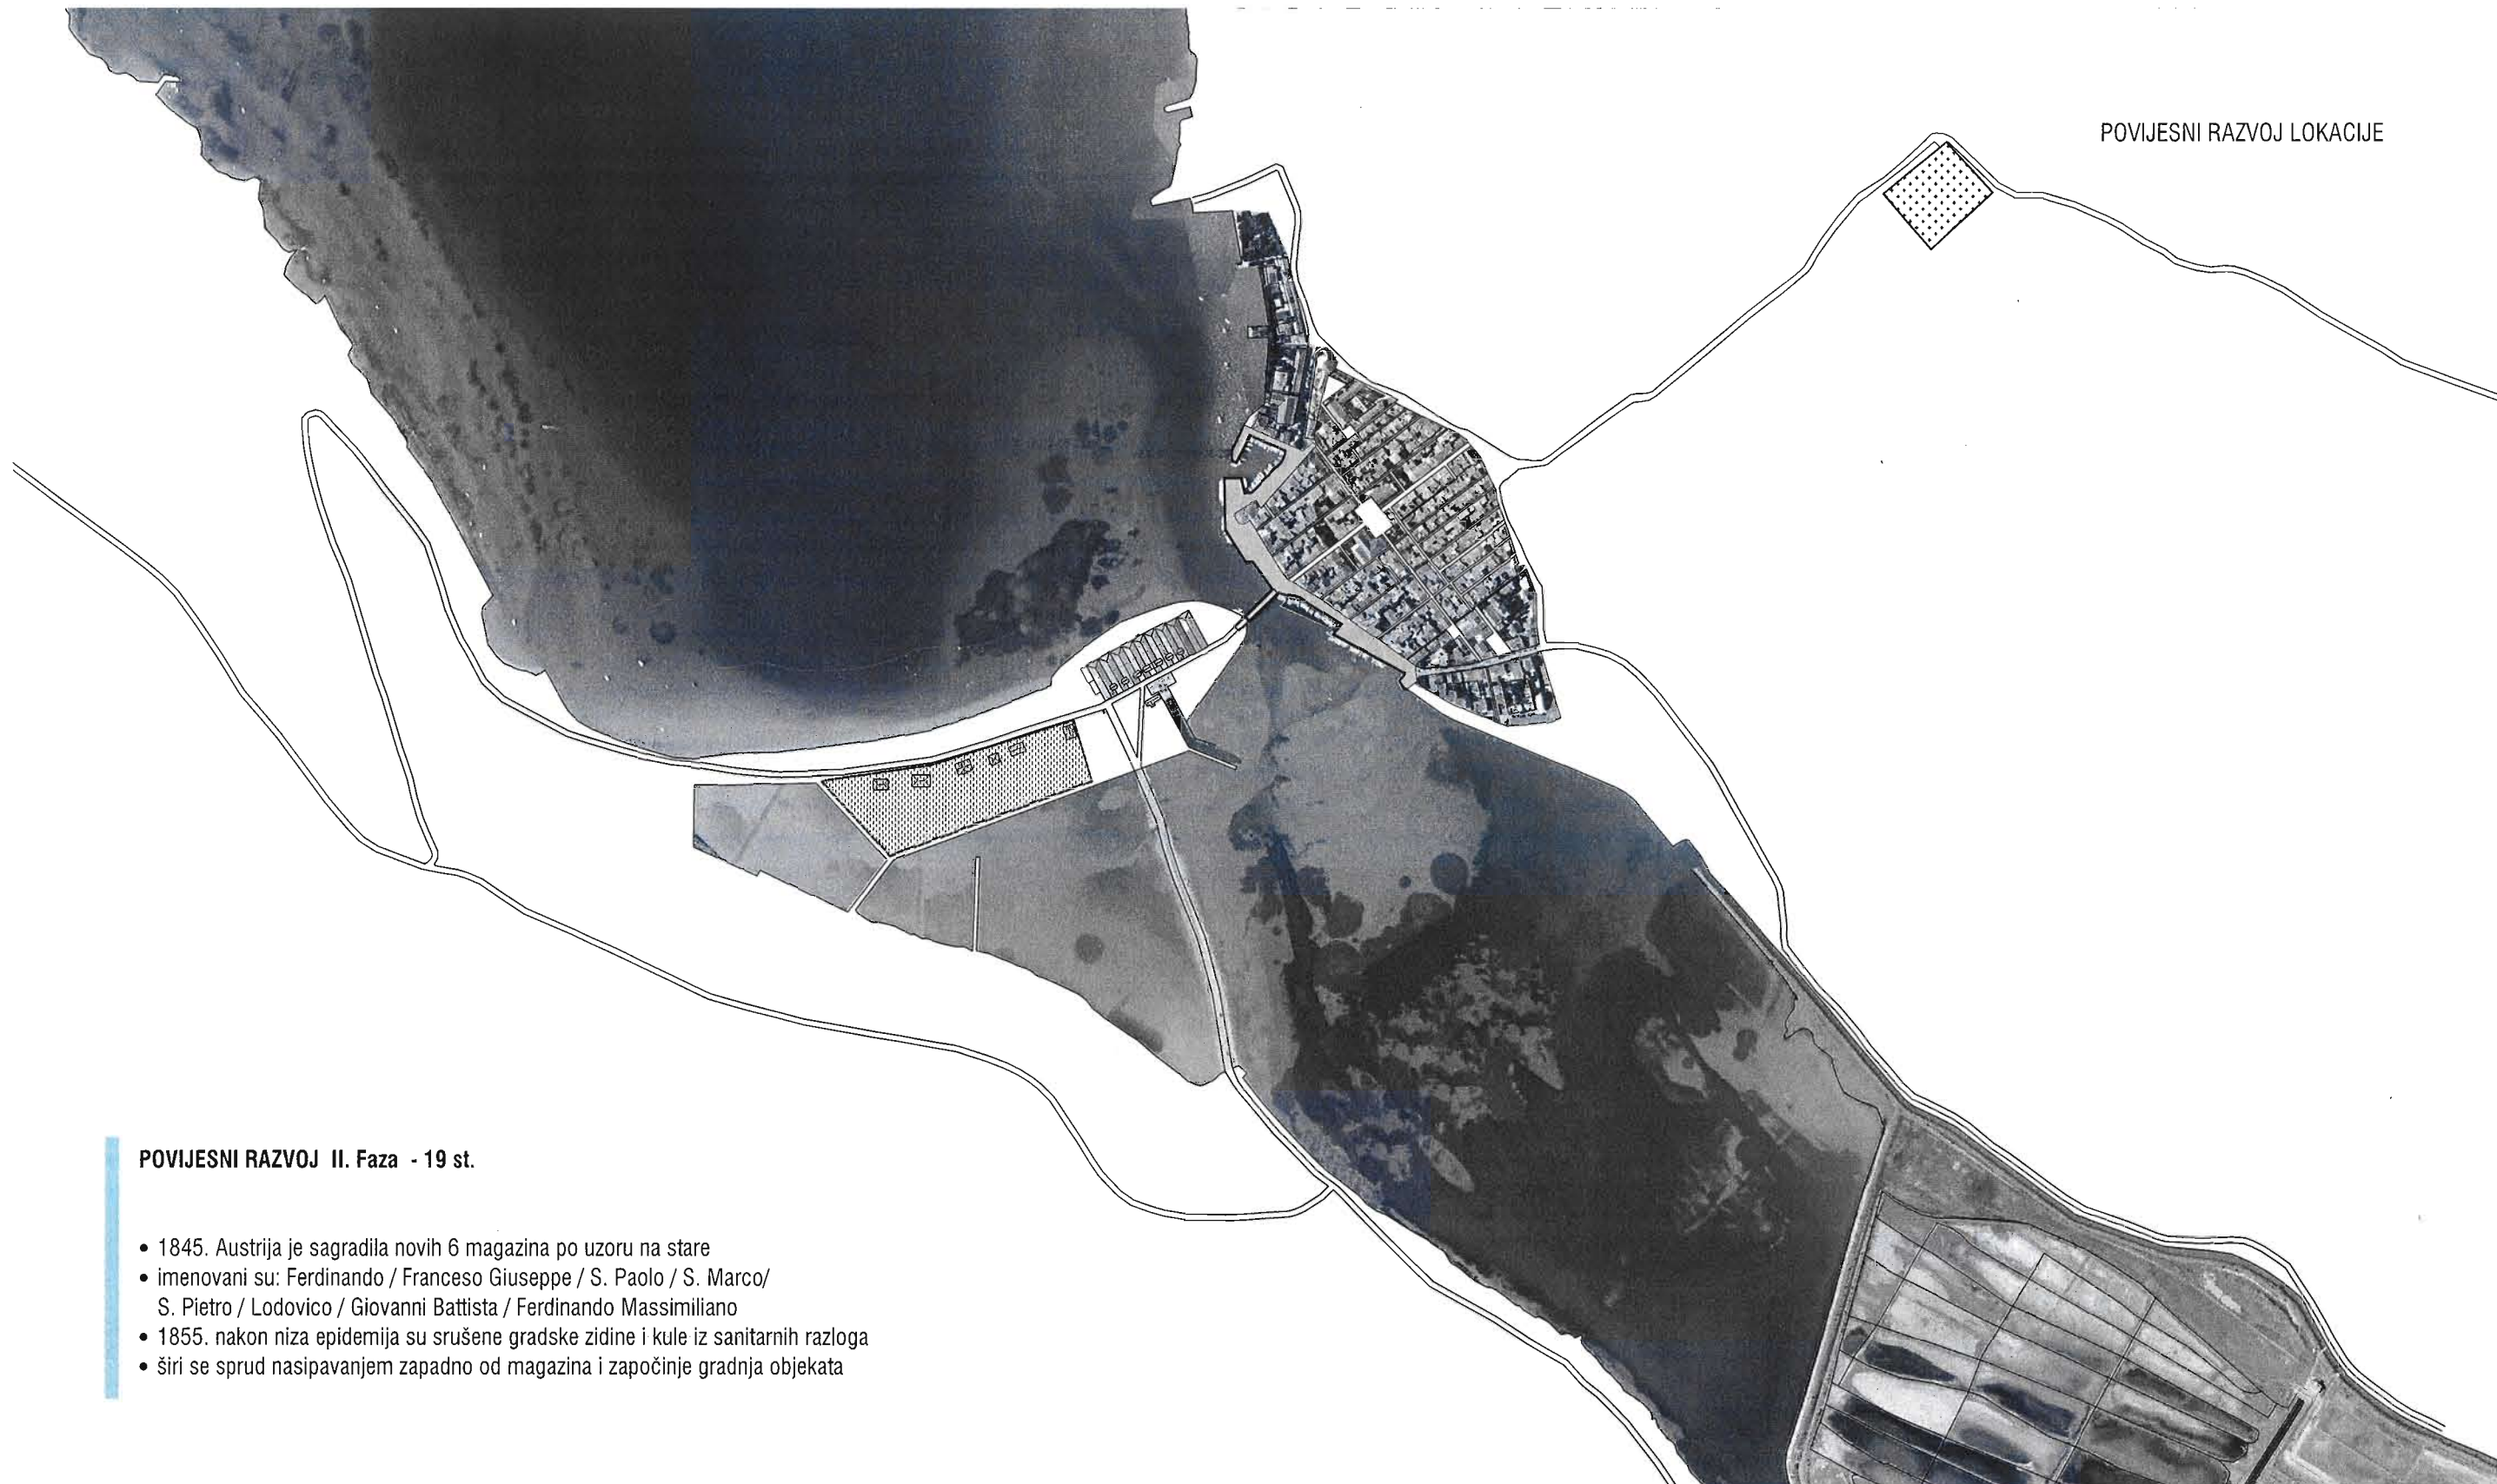 POVIJESNI RAZVOJ LOKACIJE
POVIJESNI RAZVOJ II. Faza - 19 st.
• 1845. Austrija je sagradila novih 6 magazina po uzoru na stare
• imenovani su: Ferdinando / Franceso Giuseppe / S. Paolo / S. Marco/
S. Pietro / Lodovico / Giovanni Battista / Ferdinando Massimiliano
• 1855. nakon niza epidemija su srušene gradske zidine i kule iz sanitarnih razloga
• širi se sprud nasipavanjem zapadno od magazina i započinje gradnja objekata